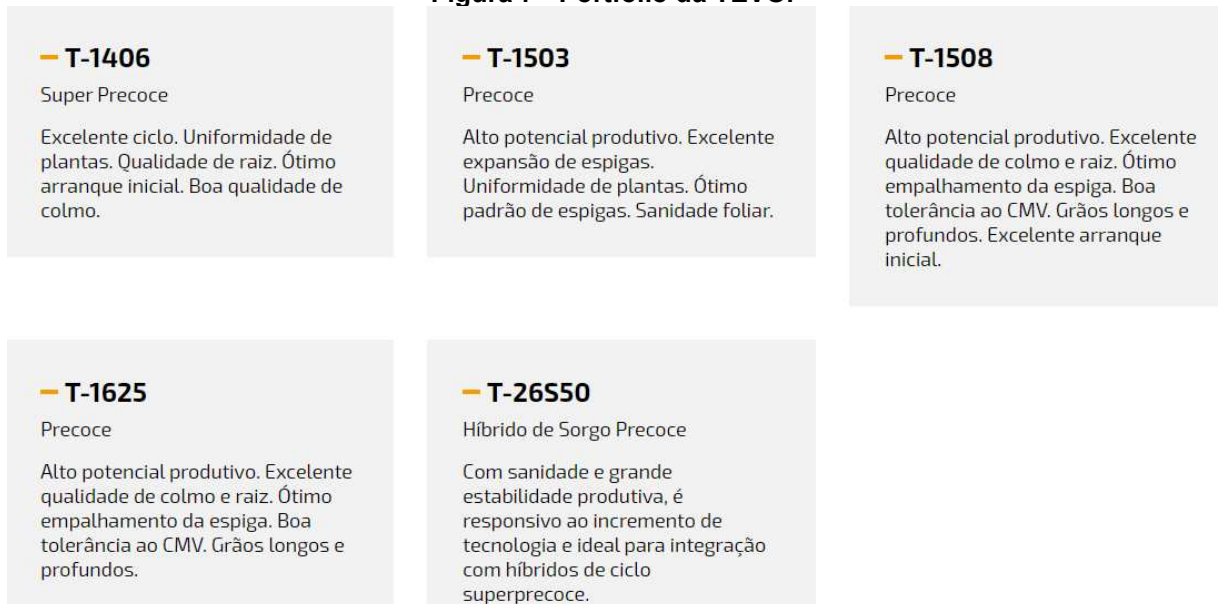 Figura - Portfólio da
T-1406
Super Precoce
Excelente ciclo. Uniformidade de
plantas. Qualidade de raiz. Ótimo
arranque inicial. Boa qualidade de
colmo.
T-1503
Precoce
Alto potencial produtivo. Excelente
expansão de espigas.
Uniformidade de plantas. Ótimo
padrão de espigas. Sanidade foliar.
T-1508
Precoce
Alto potencial produtivo. Excelente
qualidade de colmo e raiz. Ótimo
empalhamento da espiga. Boa
tolerância ao CMV. Grãos longos e
profundos. Excelente arranque
inicial.
T-1625
Precoce
Alto potencial produtivo. Excelente
qualidade de colmo e raiz. Ótimo
empalhamento da espiga. Boa
tolerância ao CMV. Grãos longos e
profundos.
T-26S50
Híbrido de Sorgo Precoce
Com sanidade e grande
estabilidade produtiva, é
responsivo ao incremento de
tecnologia e ideal para integração
com híbridos de ciclo
superprecoce.